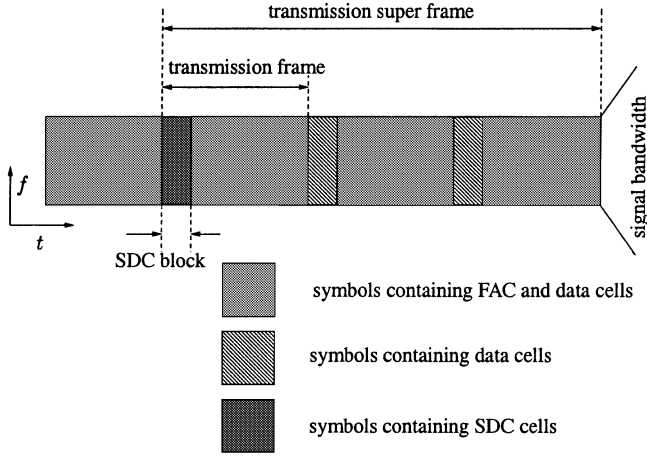 transmission super frame
transmission frame
signal bandwidth
f
t
SDC block
symbols containing FAC and data cells
symbols containing data cells
symbols containing SDC cells